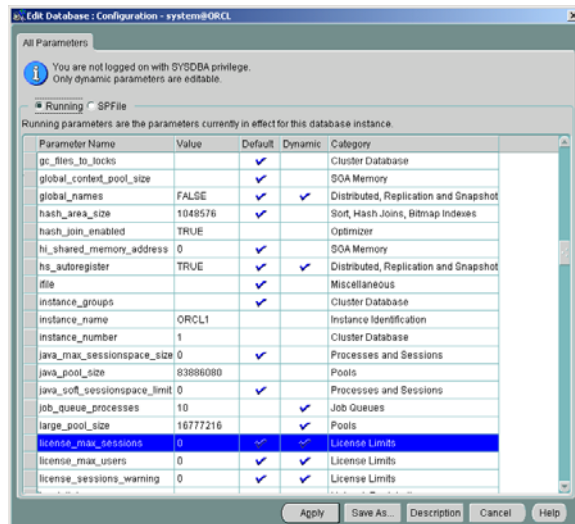 Edit Database : Configuration - system@ORCL
All Parameters
You are not logged on with SYSDBA privilege.
Only dynamic parameters are editable.
Running SPFile
Running parameters are the parameters currently in effect for this database instance.
Parameter Name Value Default Dynamic Category
gc_files_to_locks Cluster Database
global_context_pool_size SGA Memory
global_names FALSE Distributed, Replication and Snapshot
hash_area_size 1048576 Sort, Hash Joins, Bitmap Indexes
hash_join_enabled TRUE Optimizer
hi_shared_memory_address 0 SGA Memory
hs_autoregister TRUE Distributed, Replication and Snapshot
ifile Miscellaneous
instance_groups Cluster Database
instance_name ORCL1 Instance Identification
instance_number 1 Cluster Database
java_max_sessionspace_size 0 Processes and Sessions
java_pool_size 83886080 Pools
java_soft_sessionspace_limit 0 Processes and Sessions
job_queue_processes 10 Job Queues
large_pool_size 16777216 Pools
license_max_sessions 0 License Limits
license_max_users 0 License Limits
license_sessions_warning 0 License Limits
Apply Save As... Description Cancel Help